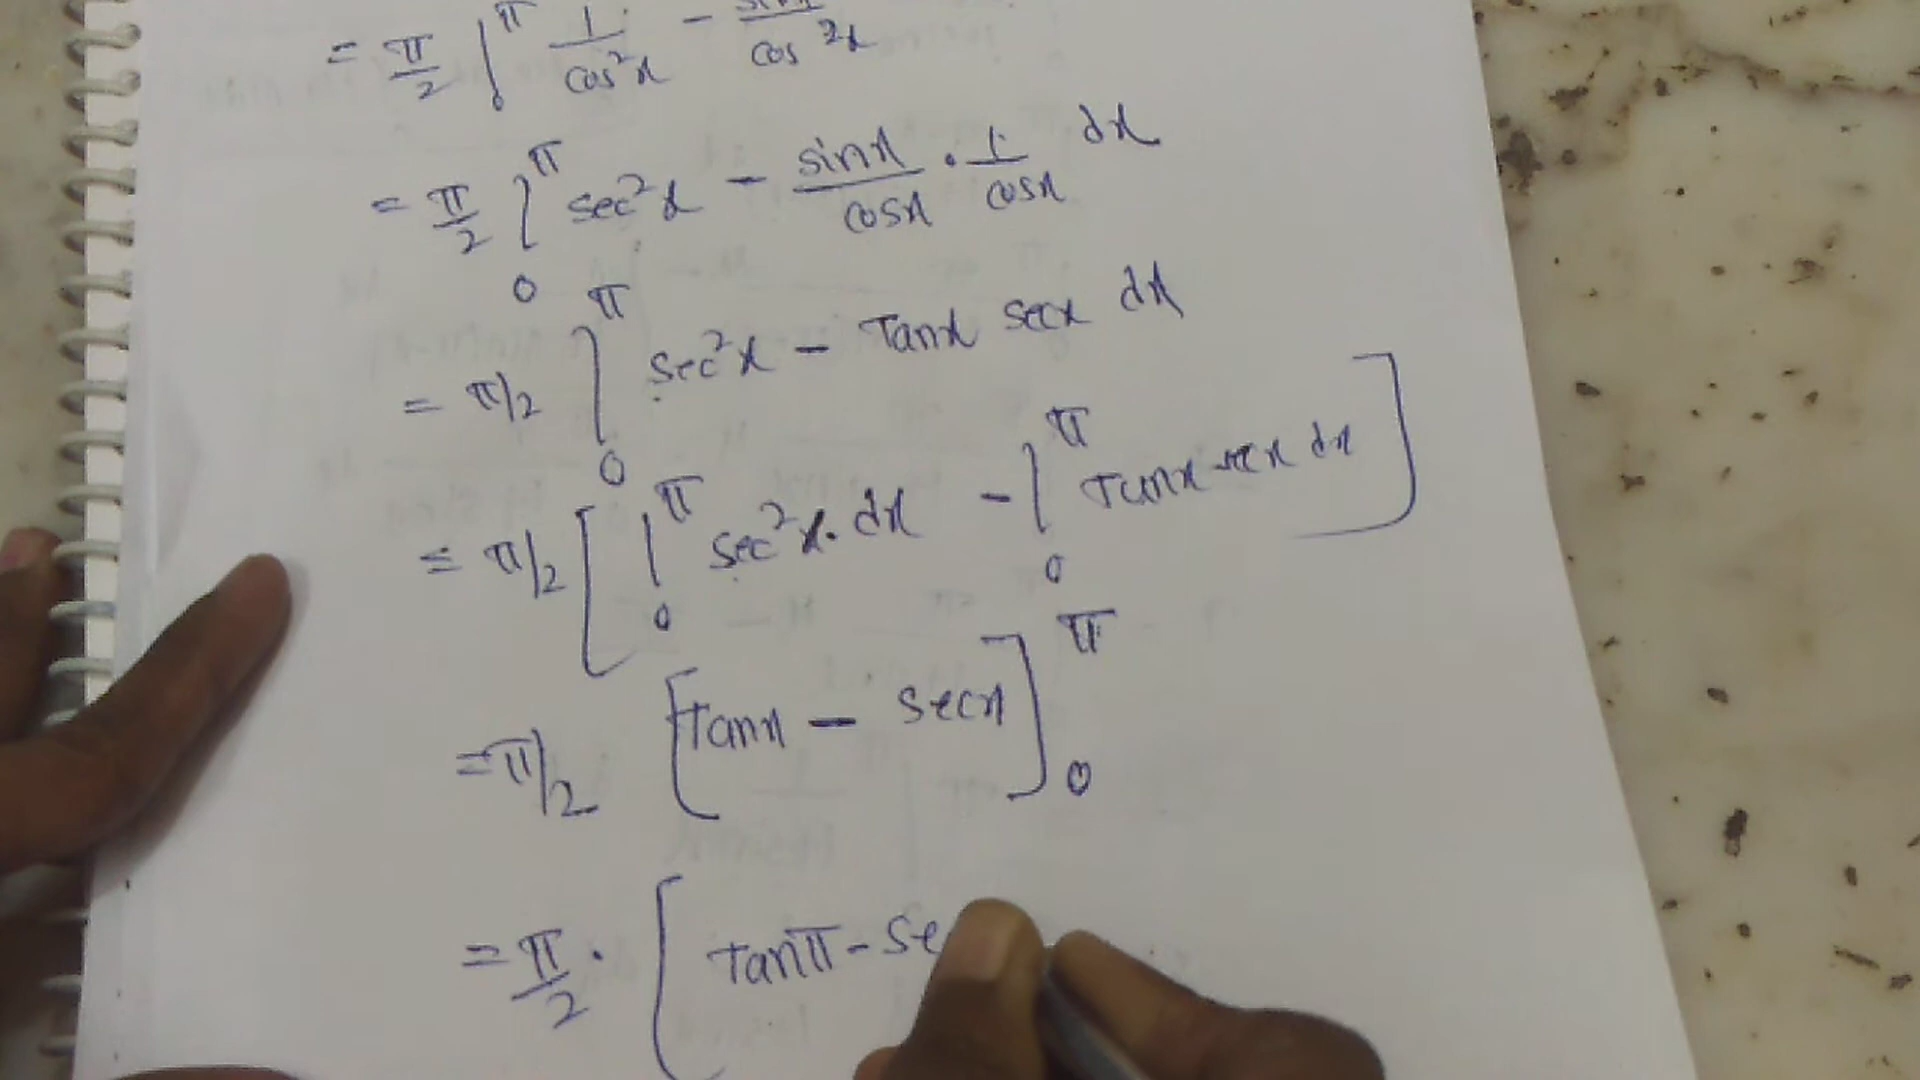 = π/2 ∫₀^π 1/cos²x - sinx/cos²x
= π/2 ∫₀^π sec²x - sinx/cosx · 1/cosx dx
= π/2 ∫₀^π sec²x - Tanx secx dx
= π/2 [ ∫₀^π sec²x. dx - ∫₀^π Tanx secx dx ]
= π/2 [Tanx - secx]₀^π
= π/2 · [ Tanπ - se